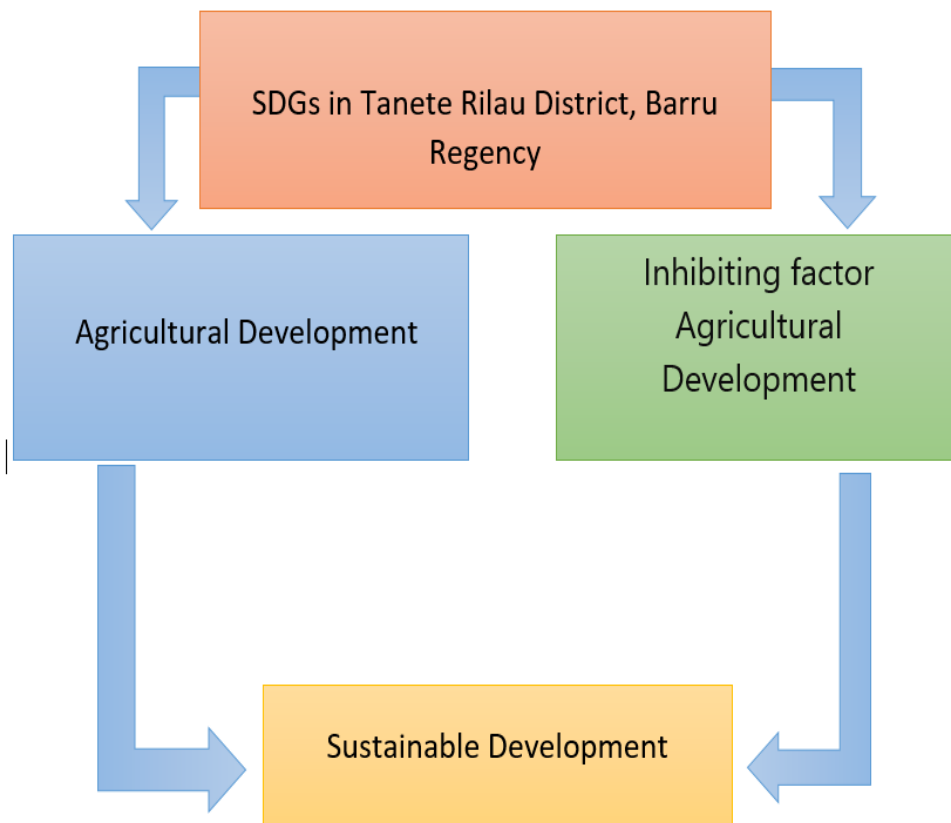 SDGs in Tanete Rilau District, Barru
Regency
Agricultural Development
Inhibiting factor
Agricultural
Development
Sustainable Development